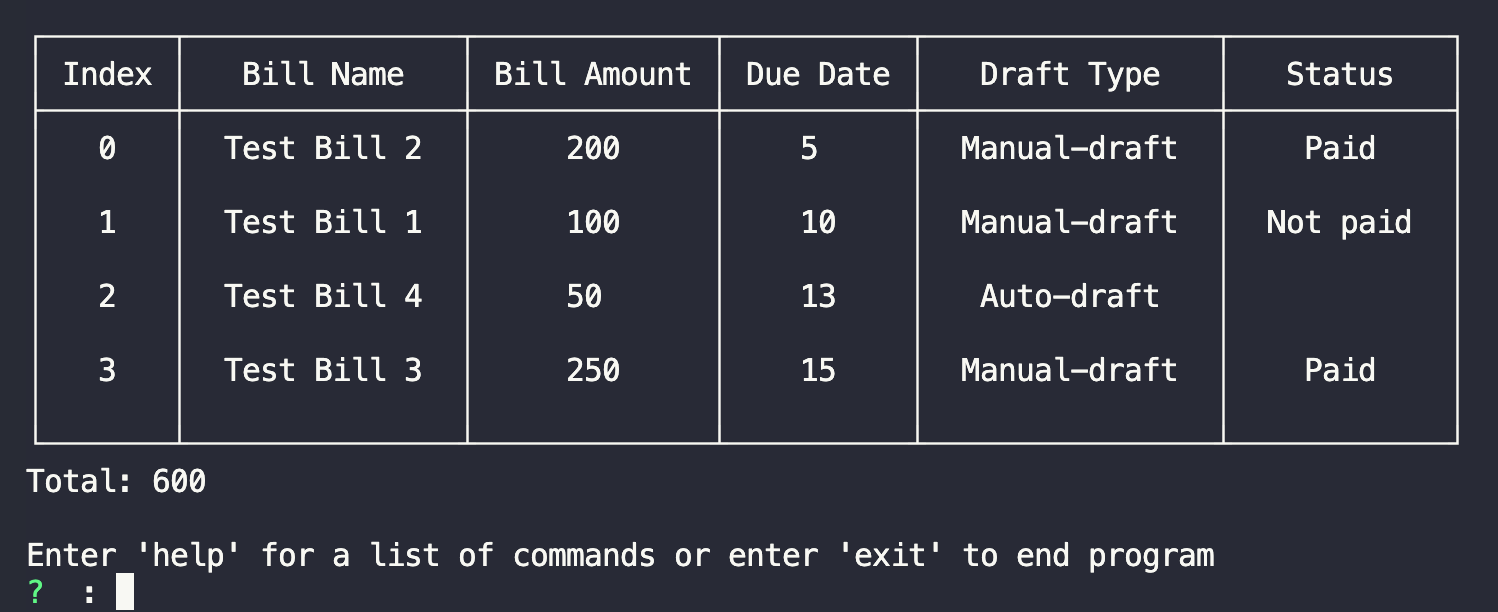 Index Bill Name Bill Amount Due Date Draft Type Status
0 Test Bill 2 200 5 Manual-draft Paid
1 Test Bill 1 100 10 Manual-draft Not paid
2 Test Bill 4 50 13 Auto-draft
3 Test Bill 3 250 15 Manual-draft Paid
Total: 600
Enter 'help' for a list of commands or enter 'exit' to end program
? :